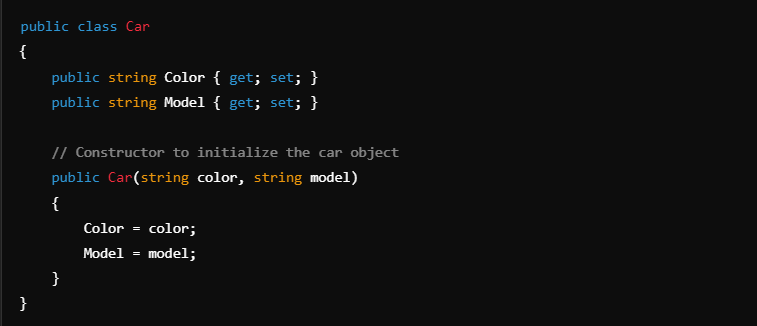 public class Car
{
    public string Color { get; set; }
    public string Model { get; set; }

    // Constructor to initialize the car object
    public Car(string color, string model)
    {
        Color = color;
        Model = model;
    }
}